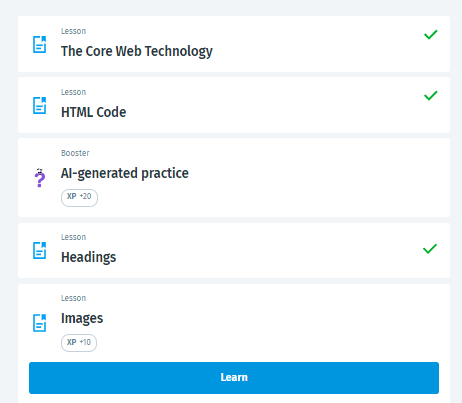 Lesson
The Core Web Technology
Lesson
HTML Code
Booster
AI-generated practice
XP +20
Lesson
Headings
Lesson
Images
XP +10
Learn